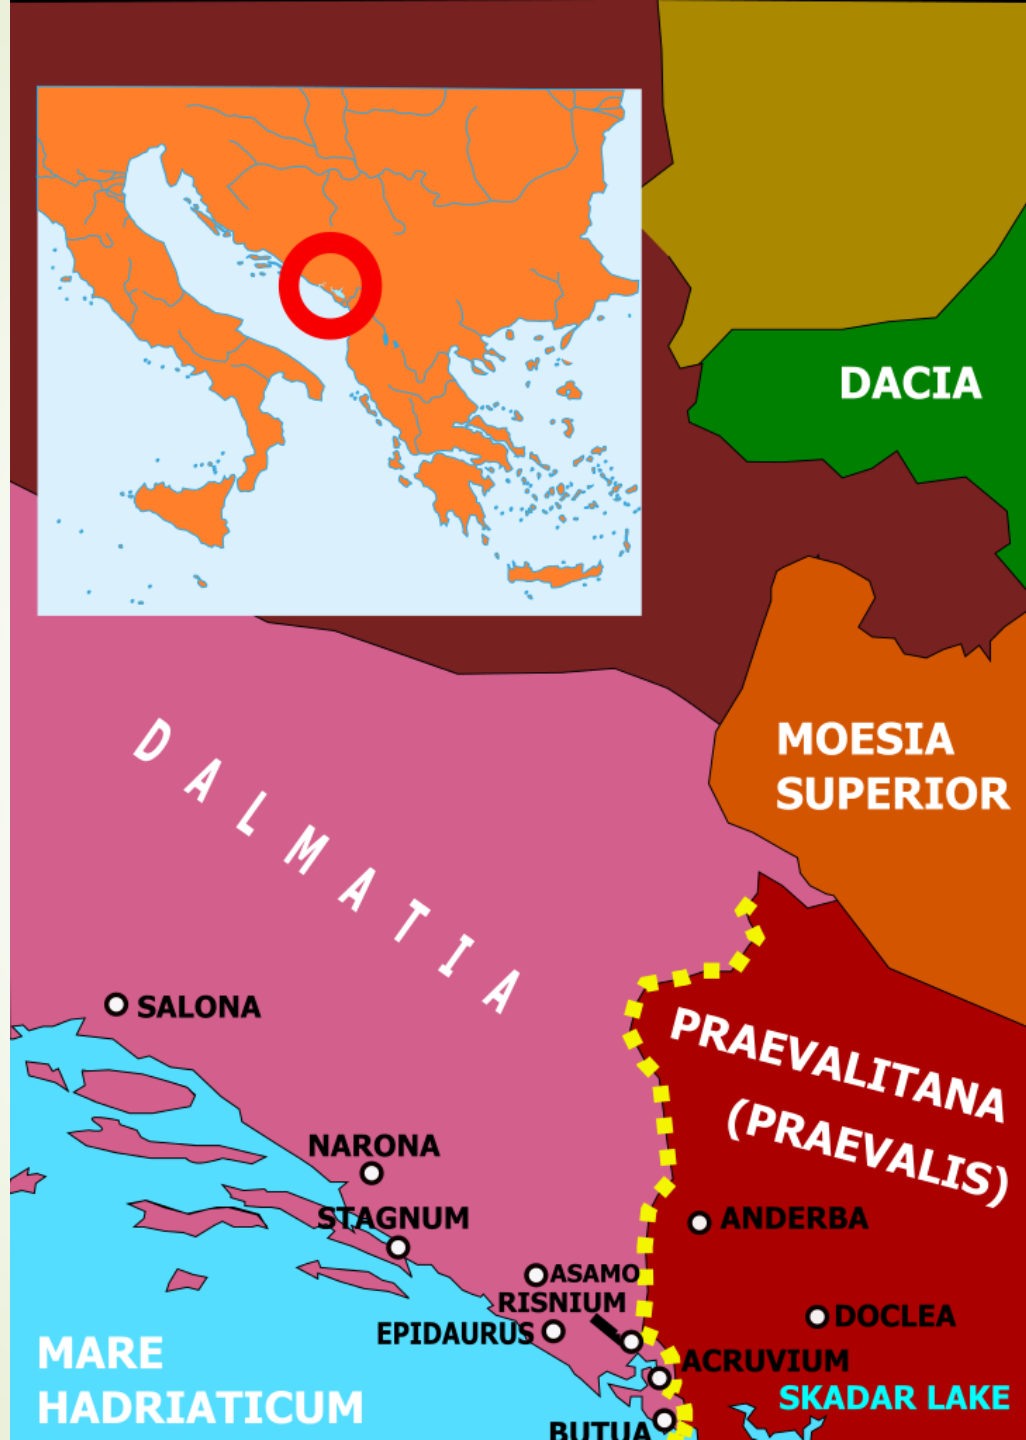 DACIA
MOESIA
SUPERIOR
DALMATIA
SALONA
PRAEVALITANA
(PRAEVALIS)
NARONA
STAGNUM
ANDERBA
ASAMO
RISNIUM
EPIDAURUS
DOCLEA
MARE
HADRIATICUM
ACRUVIUM
SKADAR LAKE
BUTUA